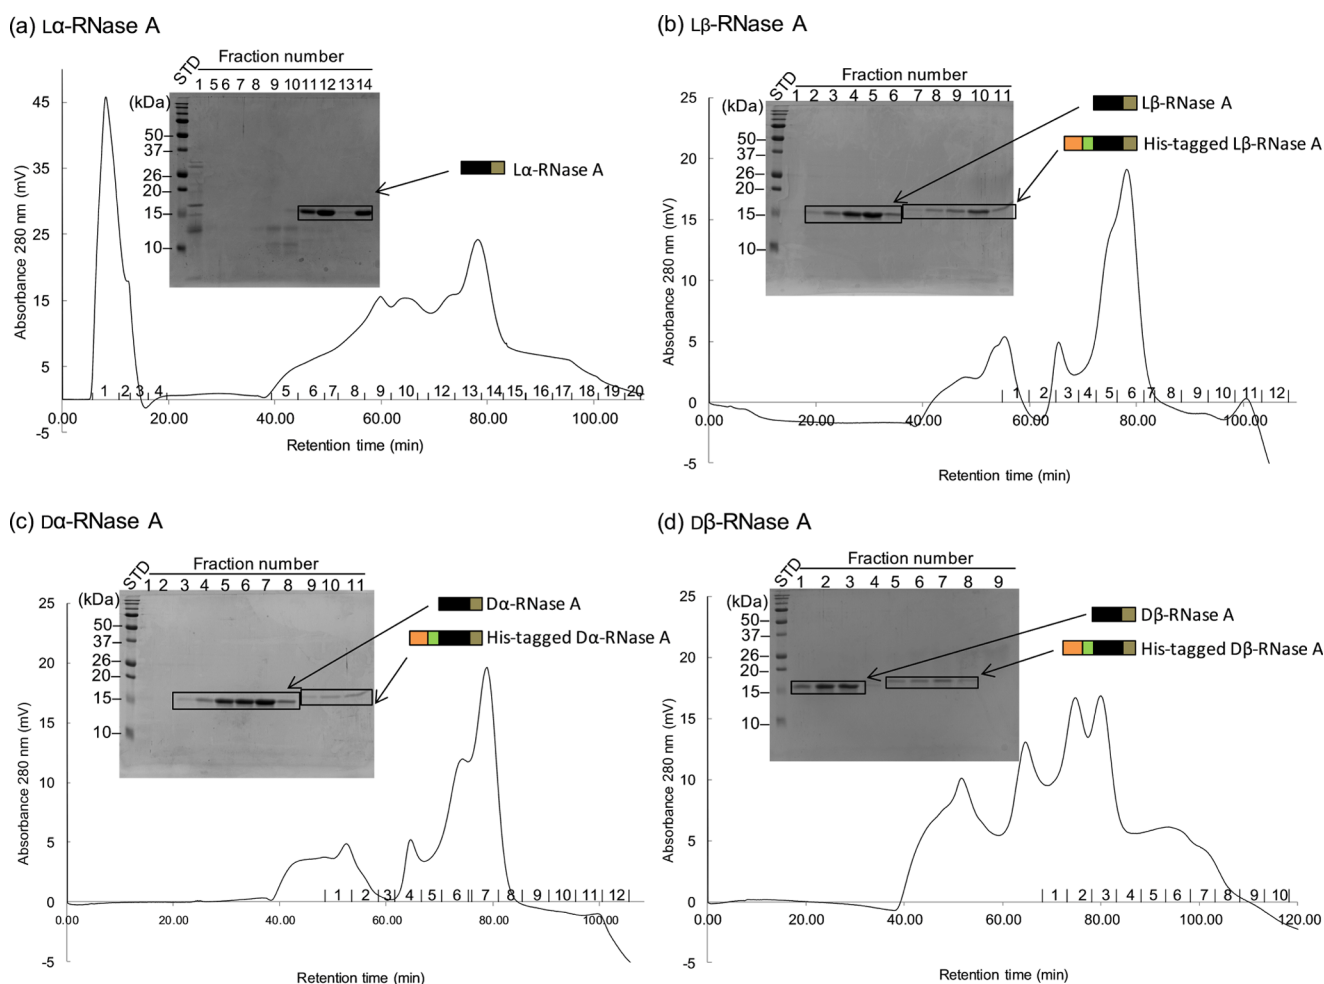 (a) Lα-RNase A
Fraction number
STD
1 5 6 7 8 9 10 11 12 13 14
(kDa)
50
37
26
20
15
10
Lα-RNase A
Absorbance 280 nm (mV)
45
35
25
15
5
-5
1 2 3 4 5 6 7 8 9 10 12 13 14 15 16 17 18 19 20
0.00 20.00 40.00 60.00 80.00 100.00
Retention time (min)
(b) Lβ-RNase A
Fraction number
STD
1 2 3 4 5 6 7 8 9 10 11
(kDa)
50
37
26
20
15
10
Lβ-RNase A
His-tagged Lβ-RNase A
Absorbance 280 nm (mV)
25
20
15
10
5
0
-5
1 2 3 4 5 6 7 8 9 10 11 12
0.00 20.00 40.00 60.00 80.00 100.00
Retention time (min)
(c) Dα-RNase A
Fraction number
STD
1 2 3 4 5 6 7 8 9 10 11
(kDa)
50
37
26
20
15
10
Dα-RNase A
His-tagged Dα-RNase A
Absorbance 280 nm (mV)
25
20
15
10
5
0
-5
1 2 3 4 5 6 7 8 9 10 11 12
0.00 20.00 40.00 60.00 80.00 100.00
Retention time (min)
(d) Dβ-RNase A
Fraction number
STD
1 2 3 4 5 6 7 8 9
(kDa)
50
37
26
20
15
10
Dβ-RNase A
His-tagged Dβ-RNase A
Absorbance 280 nm (mV)
25
20
15
10
5
0
-5
1 2 3 4 5 6 7 8 9 10
0.00 20.00 40.00 60.00 80.00 100.00 120.00
Retention time (min)